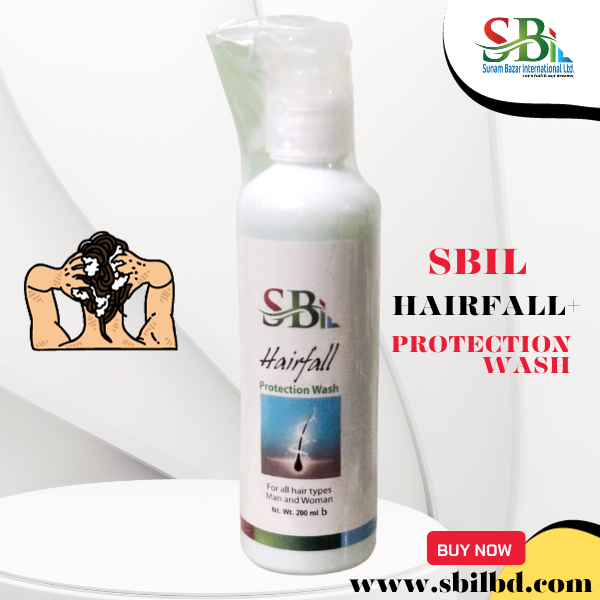 SBiL
Sunam Bazar International Ltd.
SBIL
HAIRFALL+
PROTECTION
WASH
SBiL
Hairfall
Protection Wash
For all hair types
Man and Woman
Nt. Wt. 200 ml b
BUY NOW
www.sbilbd.com